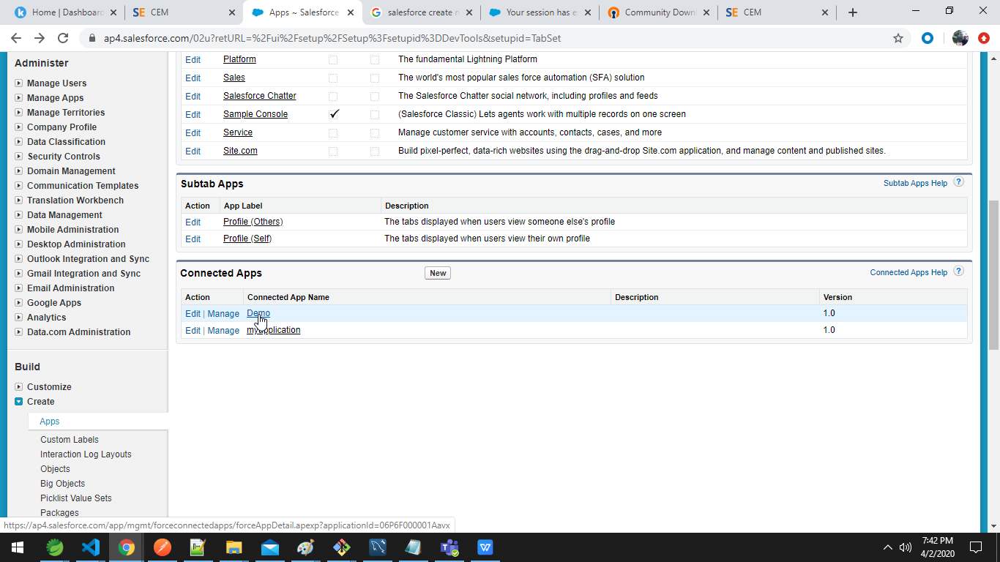 Home | Dashboard
CEM
Apps ~ Salesforce
salesforce create n
Your session has e
Community Down
CEM
ap4.salesforce.com/02u?retURL=%2Fui%2Fsetup%2FSetup%3Fsetupid%3DDevTools&setupid=TabSet
Administer
Manage Users
Manage Apps
Manage Territories
Company Profile
Data Classification
Security Controls
Domain Management
Communication Templates
Translation Workbench
Data Management
Mobile Administration
Desktop Administration
Outlook Integration and Sync
Gmail Integration and Sync
Email Administration
Google Apps
Analytics
Data.com Administration
Build
Customize
Create
Apps
Custom Labels
Interaction Log Layouts
Objects
Big Objects
Picklist Value Sets
Packages
Edit Platform The fundamental Lightning Platform
Edit Sales The world's most popular sales force automation (SFA) solution
Edit Salesforce Chatter The Salesforce Chatter social network, including profiles and feeds
Edit Sample Console (Salesforce Classic) Lets agents work with multiple records on one screen
Edit Service Manage customer service with accounts, contacts, cases, and more
Edit Site.com Build pixel-perfect, data-rich websites using the drag-and-drop Site.com application, and manage content and published sites.
Subtab Apps Subtab Apps Help ?
Action App Label Description
Edit Profile (Others) The tabs displayed when users view someone else's profile
Edit Profile (Self) The tabs displayed when users view their own profile
Connected Apps New Connected Apps Help ?
Action Connected App Name Description Version
Edit | Manage Demo 1.0
Edit | Manage myapplication 1.0
https://ap4.salesforce.com/app/mgmt/forceconnectedapps/forceAppDetail.apexp?applicationId=06P6F000001Aavx
7:42 PM
4/2/2020